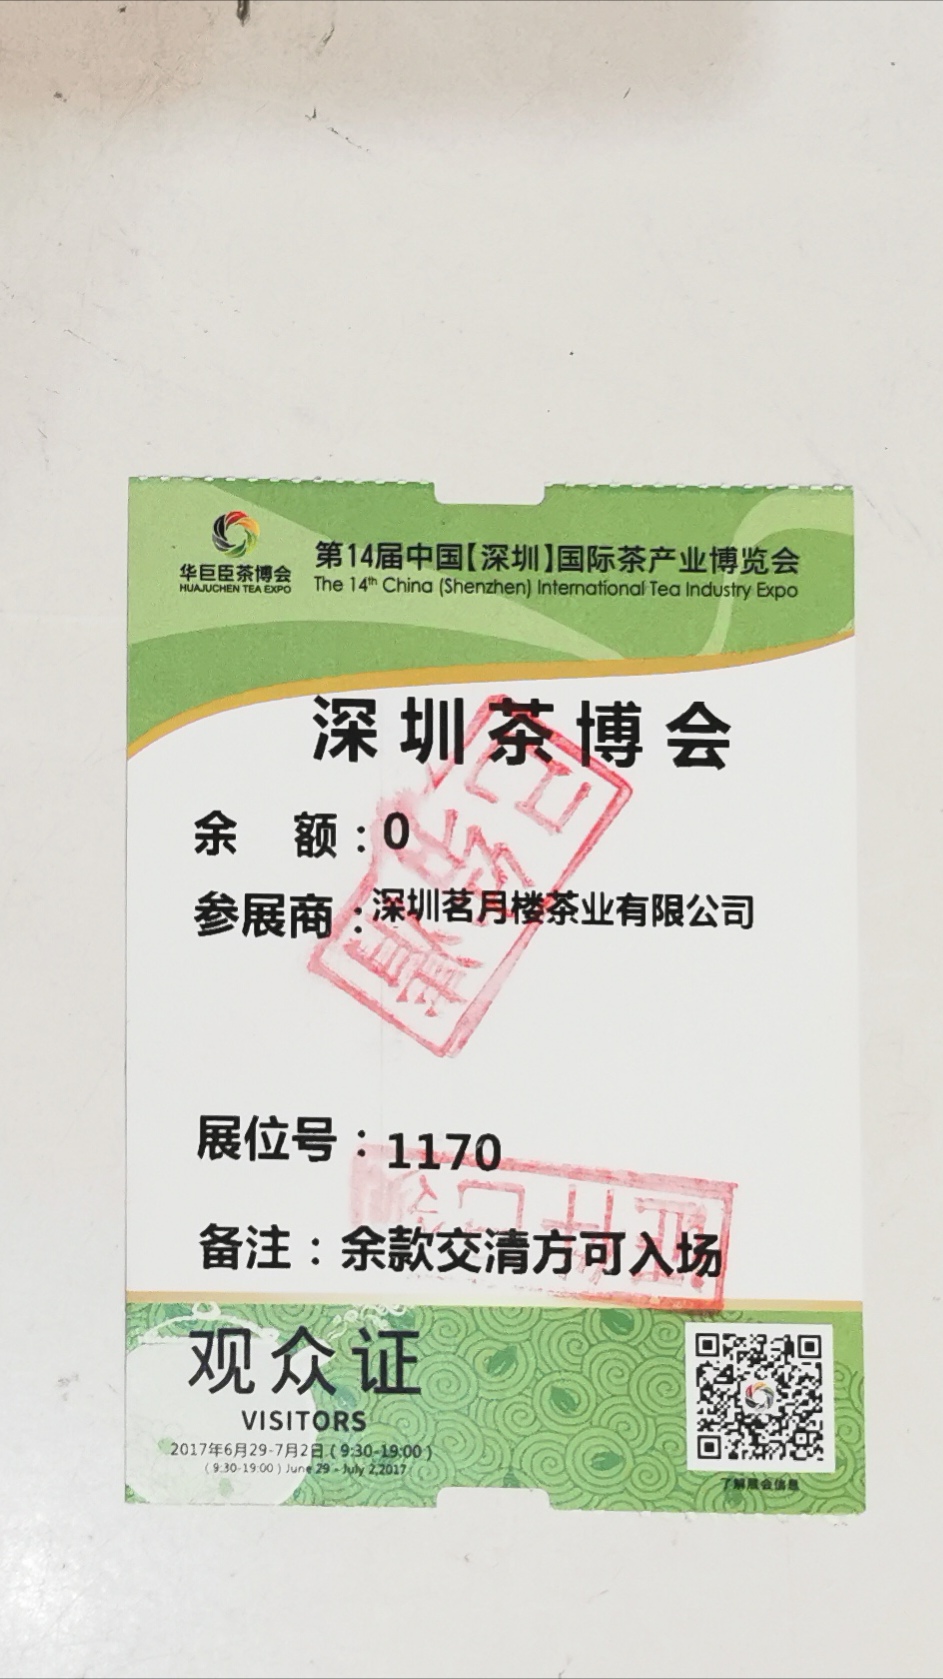 华巨臣茶博会
HUAJUCHEN TEA EXPO
第14届中国【深圳】国际茶产业博览会
The 14th China (Shenzhen) International Tea Industry Expo
深圳茶博会
余 额：0
参展商：深圳茗月楼茶业有限公司
展位号：1170
备注：余款交清方可入场
观众证
VISITORS
2017年6月29-7月2日（9:30-19:00）
（9:30-19:00）June 29 - July 2,2017
了解展会信息